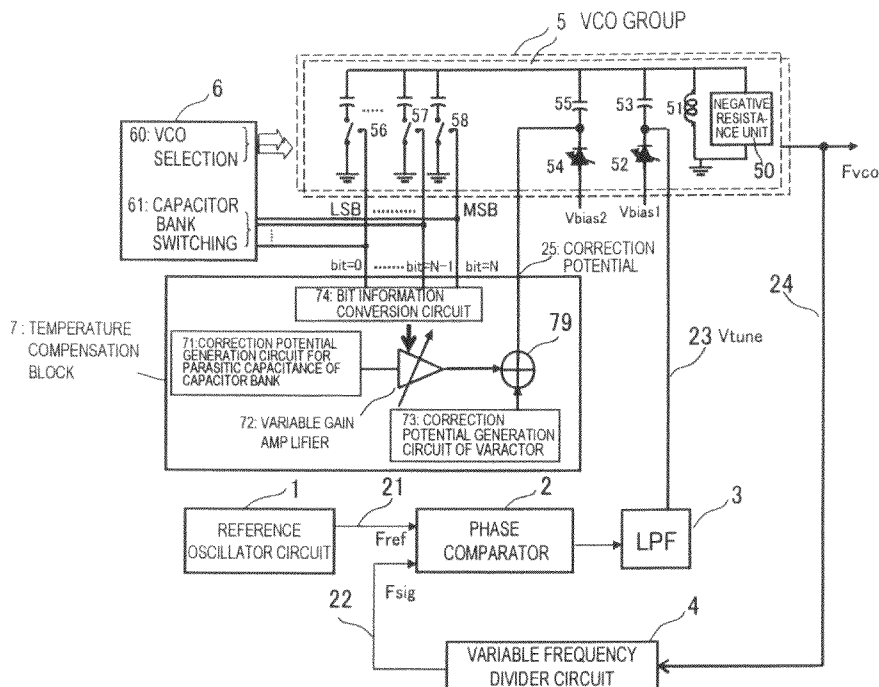 5 VCO GROUP
5
6
60: VCO
SELECTION
61: CAPACITOR
BANK
SWITCHING
56
57
58
55
54
53
52
51
NEGATIVE
RESISTA-
NCE UNIT
50
Fvco
LSB ......... MSB
Vbias2
Vbias1
bit=0 ........ bit=N-1 bit=N
25: CORRECTION
POTENTIAL
24
74: BIT INFORMATION
CONVERSION CIRCUIT
7: TEMPERATURE
COMPENSATION
BLOCK
71:CORRECTION POTENTIAL
GENERATION CIRCUIT FOR
PARASITIC CAPACITANCE OF
CAPACITOR BANK
79
23 Vtune
72: VARIABLE GAIN
AMPLIFIER
73: CORRECTION
POTENTIAL GENERATION
CIRCUIT OF VARACTOR
1
21
2
3
REFERENCE
OSCILLATOR CIRCUIT
Fref
PHASE
COMPARATOR
LPF
Fsig
22
4
VARIABLE FREQUENCY
DIVIDER CIRCUIT